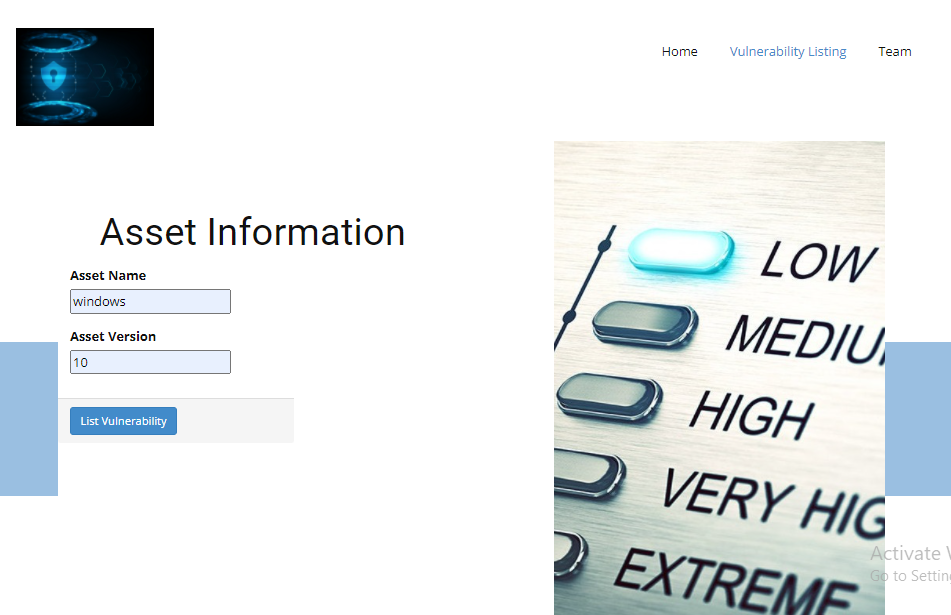 Home Vulnerability Listing Team
Asset Information
Asset Name
windows
Asset Version
10
List Vulnerability
LOW
MEDIU
HIGH
VERY HIG
EXTREME
Activate W
Go to Settin